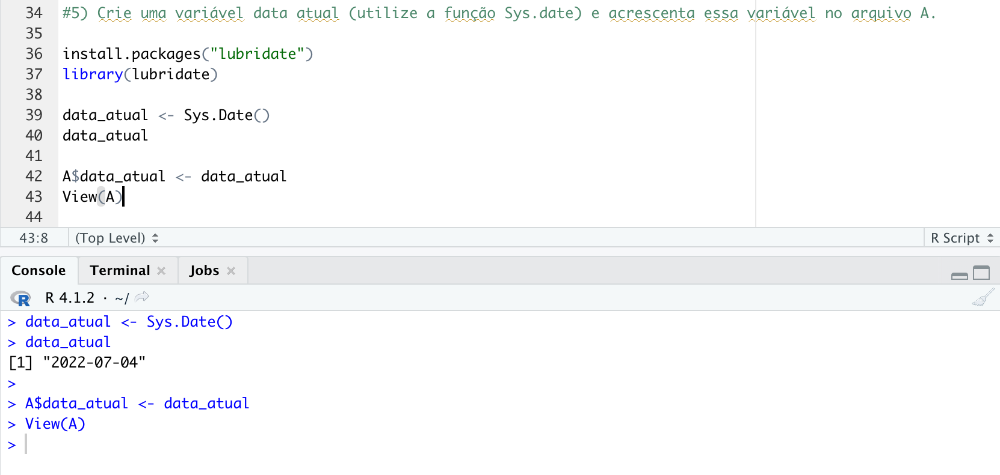 34 #5) Crie uma variável data atual (utilize a função Sys.date) e acrescenta essa variável no arquivo A.
35
36 install.packages("lubridate")
37 library(lubridate)
38
39 data_atual <- Sys.Date()
40 data_atual
41
42 A$data_atual <- data_atual
43 View(A)
44
43:8 (Top Level) R Script
Console Terminal Jobs
R R 4.1.2 · ~/
> data_atual <- Sys.Date()
> data_atual
[1] "2022-07-04"
>
> A$data_atual <- data_atual
> View(A)
>